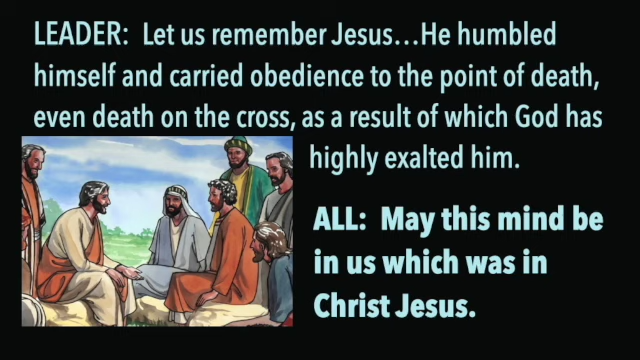 LEADER:  Let us remember Jesus…He humbled
himself and carried obedience to the point of death,
even death on the cross, as a result of which God has
highly exalted him.
ALL:  May this mind be
in us which was in
Christ Jesus.